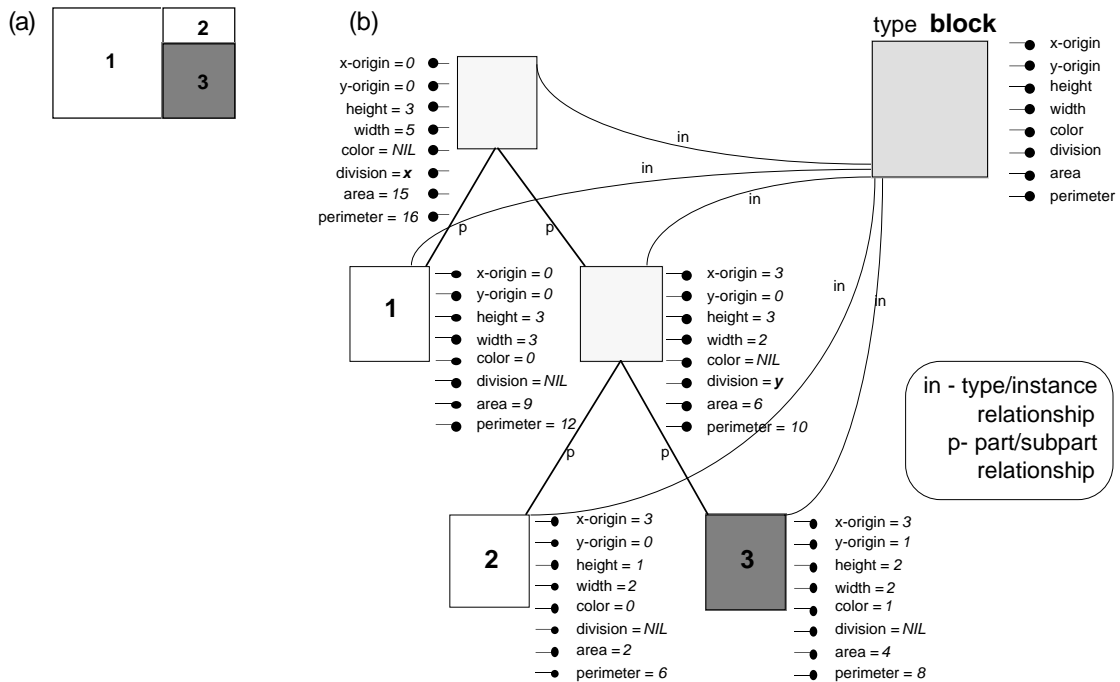 (a)
1
2
3
(b)
type block
x-origin
y-origin
height
width
color
division
area
perimeter
x-origin = 0
y-origin = 0
height = 3
width = 5
color = NIL
division = x
area = 15
perimeter = 16
in
in
in
in
in
p
p
1
x-origin = 0
y-origin = 0
height = 3
width = 3
color = 0
division = NIL
area = 9
perimeter = 12
x-origin = 3
y-origin = 0
height = 3
width = 2
color = NIL
division = y
area = 6
perimeter = 10
p
p
in - type/instance
relationship
p- part/subpart
relationship
2
x-origin = 3
y-origin = 0
height = 1
width = 2
color = 0
division = NIL
area = 2
perimeter = 6
3
x-origin = 3
y-origin = 1
height = 2
width = 2
color = 1
division = NIL
area = 4
perimeter = 8